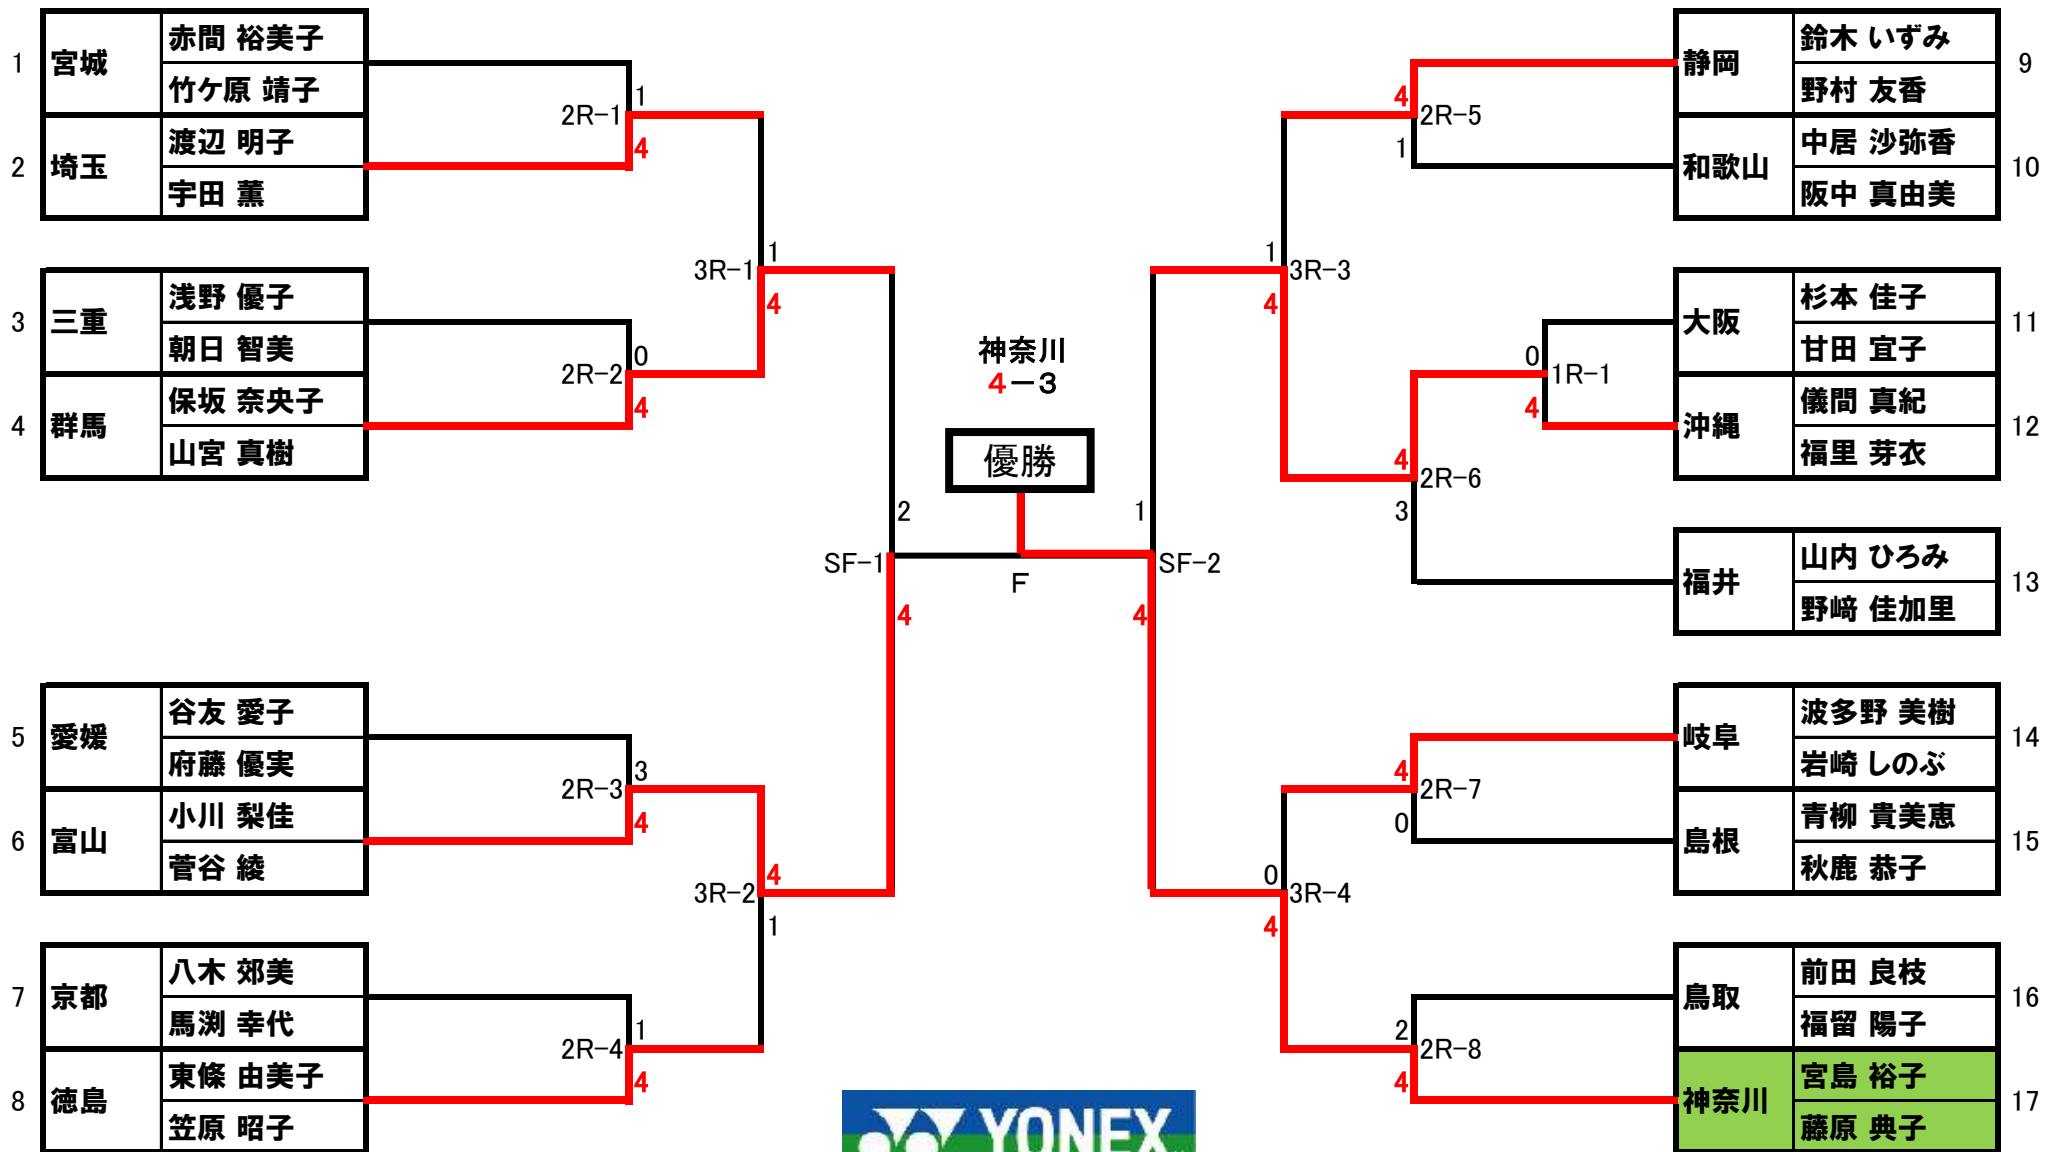 1 宮城 赤間 裕美子
竹ケ原 靖子
2R-1 1
4
2 埼玉 渡辺 明子
宇田 薫
3R-1 1
4
3 三重 浅野 優子
朝日 智美
2R-2 0
4
4 群馬 保坂 奈央子
山宮 真樹
SF-1 2
4
5 愛媛 谷友 愛子
府藤 優実
2R-3 3
4
6 富山 小川 梨佳
菅谷 綾
3R-2 4
1
7 京都 八木 郊美
馬渕 幸代
2R-4 1
4
8 徳島 東條 由美子
笠原 昭子
神奈川
4-3
優勝
F
静岡 鈴木 いずみ 9
野村 友香
4 2R-5
1
和歌山 中居 沙弥香 10
阪中 真由美
1 3R-3
4
大阪 杉本 佳子 11
甘田 宜子
0 1R-1
4
沖縄 儀間 真紀 12
福里 芽衣
4 2R-6
3
福井 山内 ひろみ 13
野﨑 佳加里
1 SF-2
4
岐阜 波多野 美樹 14
岩崎 しのぶ
4 2R-7
0
島根 青柳 貴美恵 15
秋鹿 恭子
0 3R-4
4
鳥取 前田 良枝 16
福留 陽子
2 2R-8
4
神奈川 宮島 裕子 17
藤原 典子
YONEX